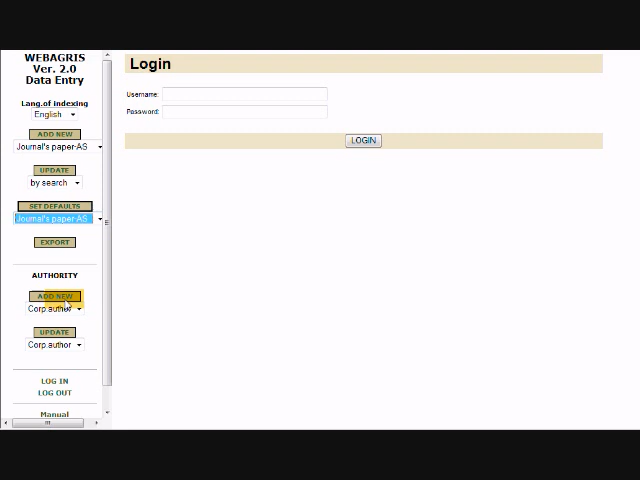 WEBAGRIS
Ver. 2.0
Data Entry
Lang.of indexing
English
ADD NEW
Journal's paper-AS
UPDATE
by search
SET DEFAULTS
Journal's paper-AS
EXPORT
AUTHORITY
ADD NEW
Corp.author
UPDATE
Corp.author
LOG IN
LOG OUT
Manual
Login
Username:
Password:
LOGIN